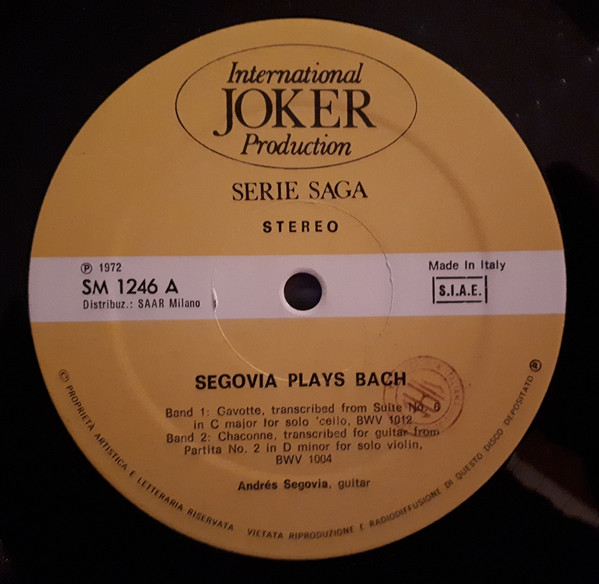 International
JOKER
Production
SERIE SAGA
STEREO
℗ 1972
SM 1246 A
Distribuz.: SAAR Milano
Made in Italy
S.I.A.E.
SEGOVIA PLAYS BACH
Band 1: Gavotte, transcribed from Suite No. 6
in C major for solo 'cello, BWV 1012
Band 2: Chaconne, transcribed for guitar from
Partita No. 2 in D minor for solo violin,
BWV 1004
Andrés Segovia, guitar
© PROPRIETA ARTISTICA E LETTERARIA RISERVATA VIETATA RIPRODUZIONE E RADIODIFFUSIONE DI QUESTO DISCO DEPOSITATO ℗